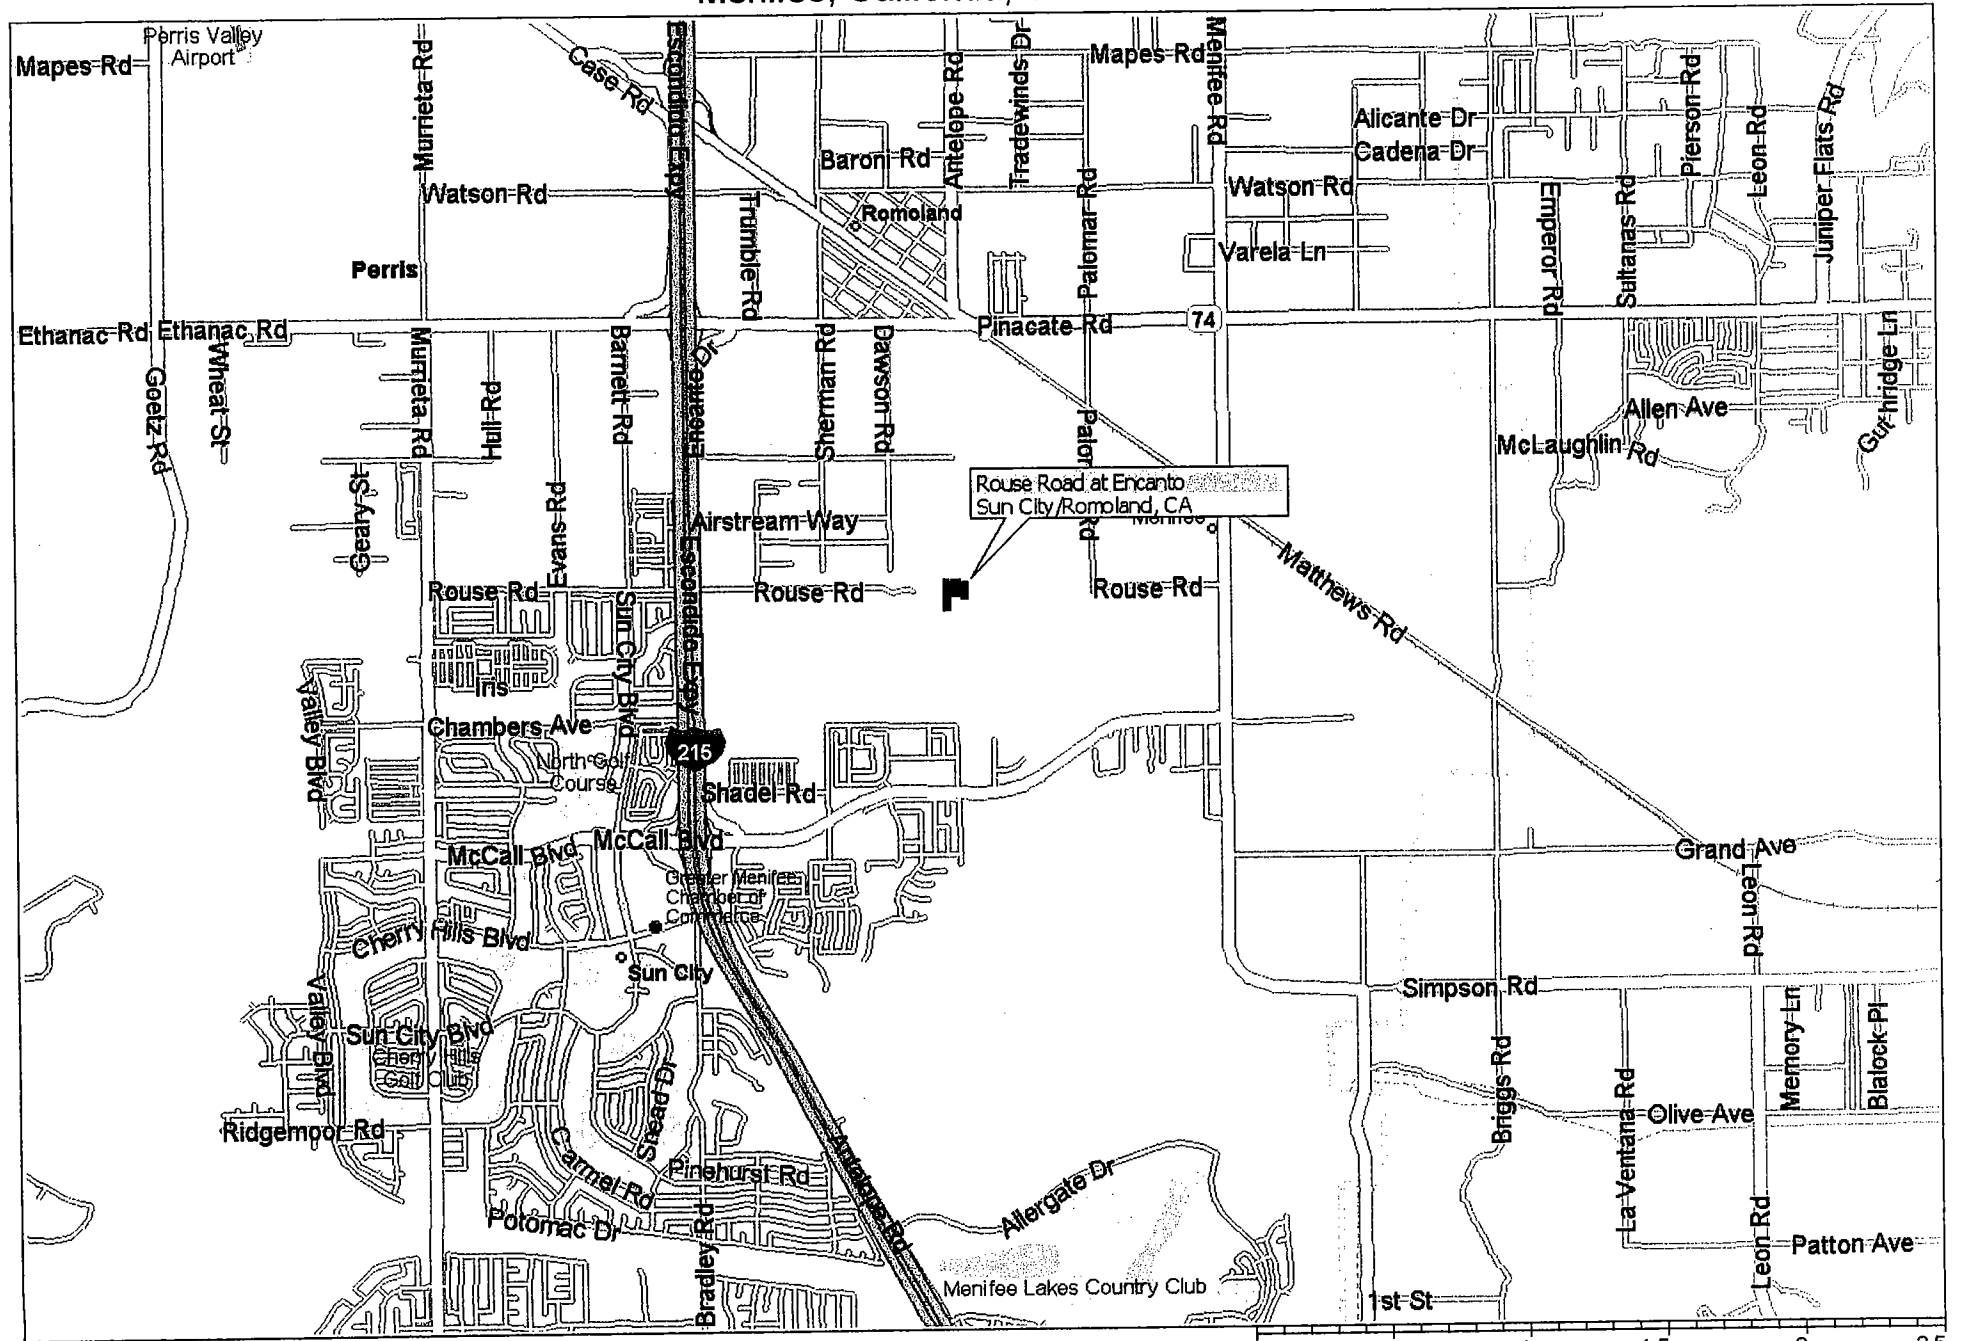 Perris Valley
Airport
Mapes Rd
Murrieta Rd
Case Rd
Escondido Expy
Antelope Rd
Tradewinds Dr
Mapes Rd
Menifee Rd
Alicante Dr
Cadena Dr
Pierson Rd
Leon Rd
Juniper Flats Rd
Baroni Rd
Watson Rd
Trumble Rd
Romoland
Palomar Rd
Watson Rd
Varela Ln
Emperor Rd
Sultanas Rd
Perris
Ethanac Rd
Ethanac Rd
Pinacate Rd
74
Goetz Rd
Wheat St
Murrieta Rd
Hull Rd
Barnett Rd
Encanto Dr
Sherman Rd
Dawson Rd
Allen Ave
McLaughlin Rd
Guthridge Ln
Geary St
Evans Rd
Airstream Way
Rouse Road at Encanto
Sun City/Romoland, CA
Menifee
Matthews Rd
Rouse Rd
Escondido Expy
Rouse Rd
Rouse Rd
Sun City Blvd
Iris
Valley Blvd
Chambers Ave
North Golf
Course
215
Shadel Rd
McCall Blvd
McCall Blvd
Greater Menifee
Chamber of
Commerce
Grand Ave
Leon Rd
Cherry Hills Blvd
Sun City
Simpson Rd
Valley Blvd
Sun City Blvd
Cherry Hills
Golf Club
Snead Dr
Briggs Rd
La Ventana Rd
Memory Ln
Blalock Pl
Olive Ave
Ridgemoor Rd
Carmel Rd
Pinehurst Rd
Antelope Rd
Allergate Dr
Potomac Dr
Bradley Rd
Leon Rd
Patton Ave
Menifee Lakes Country Club
1st St